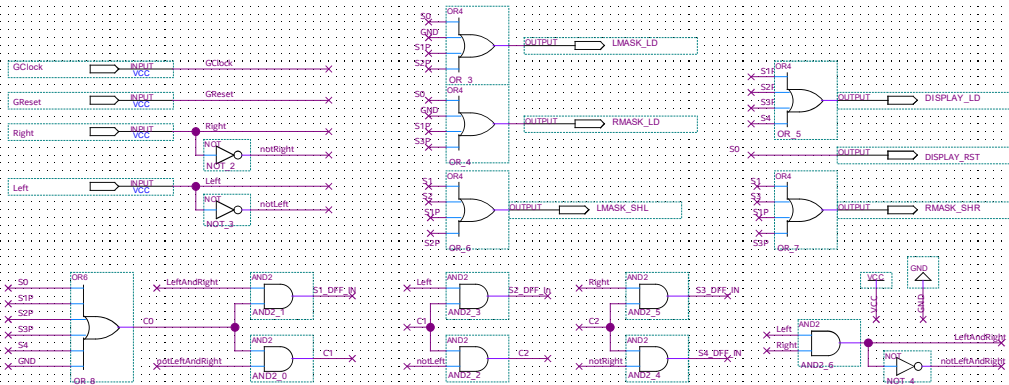 GClock
INPUT
VCC
GClock
GReset
INPUT
VCC
GReset
Right
INPUT
VCC
Right
NOT
NOT_2
notRight
Left
INPUT
VCC
Left
NOT
NOT_3
notLeft
OR4
S0
GND
S1P
S2P
OR_3
OUTPUT
LMASK_LD
OR4
S0
GND
S1P
S3P
OR_4
OUTPUT
RMASK_LD
OR4
S1
S2
S1P
S2P
OR_6
OUTPUT
LMASK_SHL
OR4
S1P
S2P
S3P
S4
OR_5
OUTPUT
DISPLAY_LD
S0
OUTPUT
DISPLAY_RST
OR4
S1
S3
S1P
S3P
OR_7
OUTPUT
RMASK_SHR
OR6
S0
S1P
S2P
S3P
S4
GND
OR_8
C0
LeftAndRight
AND2
AND2_1
S1_DFF_IN
notLeftAndRight
AND2
AND2_0
C1
Left
AND2
AND2_3
S2_DFF_In
C1
notLeft
AND2
AND2_2
C2
Right
AND2
AND2_5
S3_DFF_IN
C2
notRight
AND2
AND2_4
S4_DFF_IN
VCC
VCC
GND
GND
Left
Right
AND2
AND2_6
LeftAndRight
NOT
NOT_4
notLeftAndRight